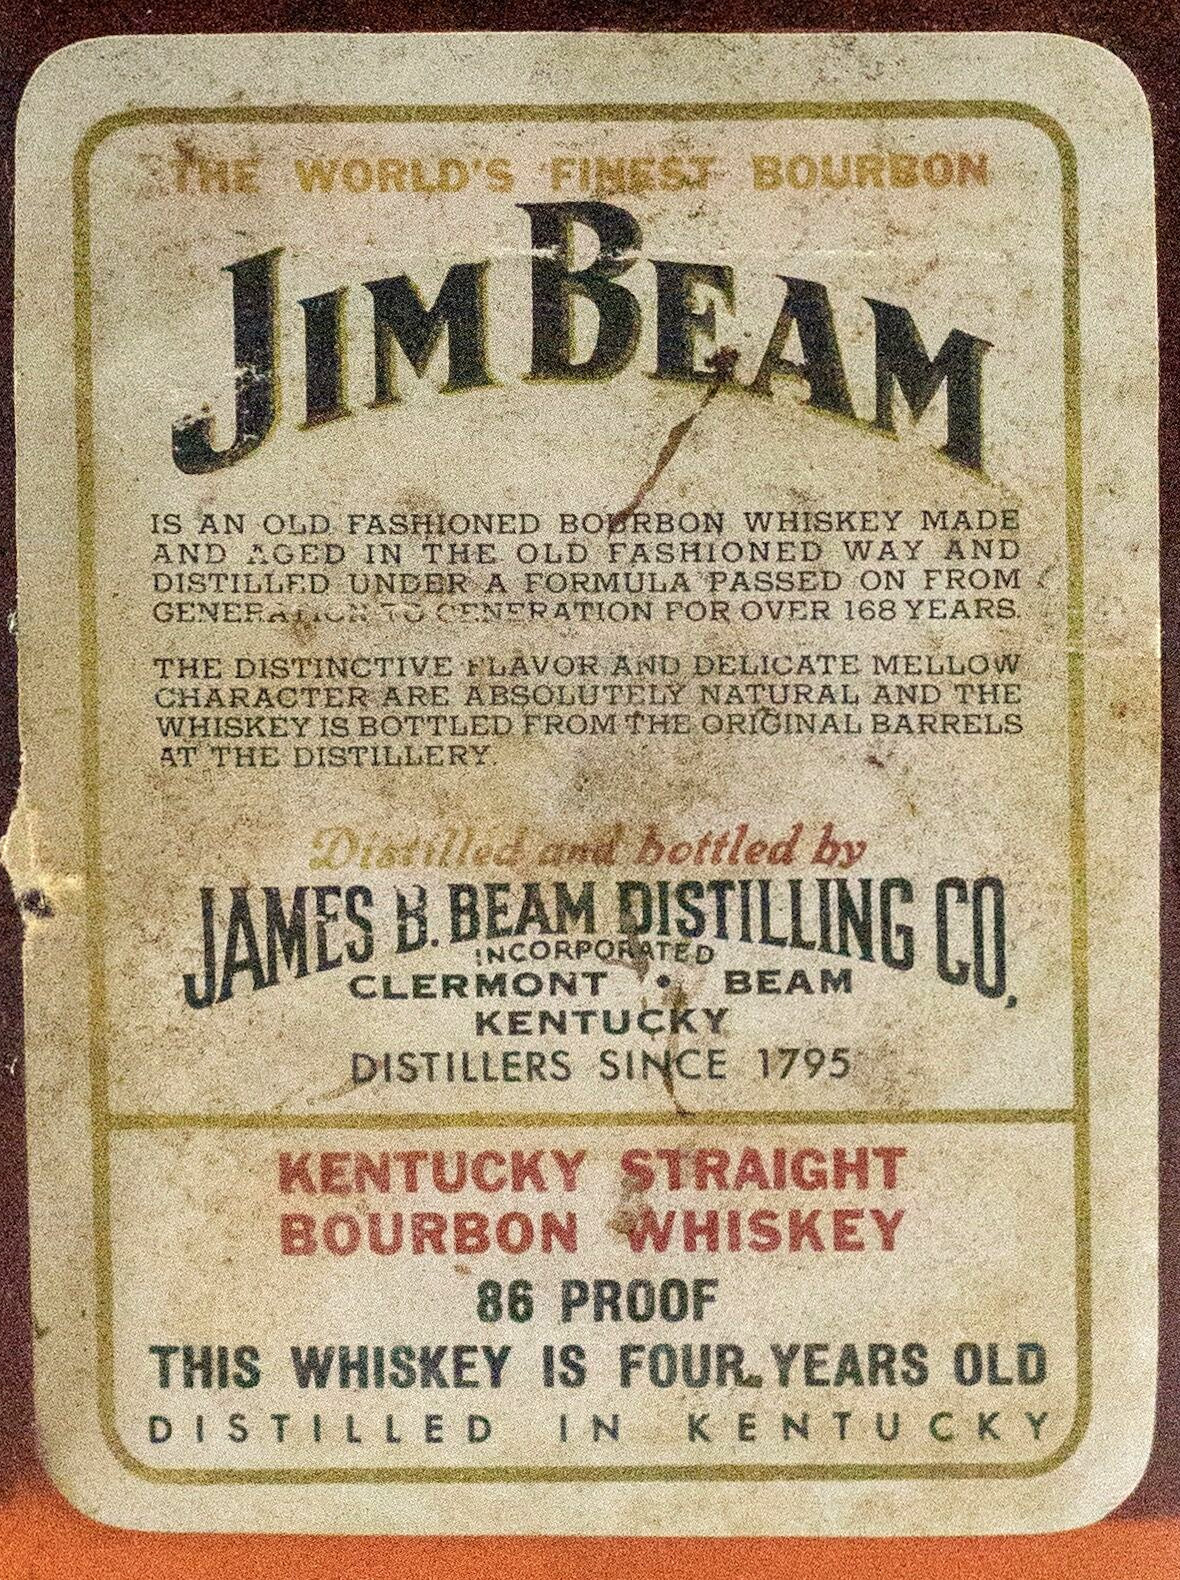 THE WORLD'S FINEST BOURBON
JIM BEAM
IS AN OLD FASHIONED BOURBON WHISKEY MADE
AND AGED IN THE OLD FASHIONED WAY AND
DISTILLED UNDER A FORMULA PASSED ON FROM
GENERATION TO GENERATION FOR OVER 168 YEARS.
THE DISTINCTIVE FLAVOR AND DELICATE MELLOW
CHARACTER ARE ABSOLUTELY NATURAL AND THE
WHISKEY IS BOTTLED FROM THE ORIGINAL BARRELS
AT THE DISTILLERY.
Distilled and bottled by
JAMES B. BEAM DISTILLING CO.,
INCORPORATED
CLERMONT • BEAM
KENTUCKY
DISTILLERS SINCE 1795
KENTUCKY STRAIGHT
BOURBON WHISKEY
86 PROOF
THIS WHISKEY IS FOUR YEARS OLD
DISTILLED IN KENTUCKY